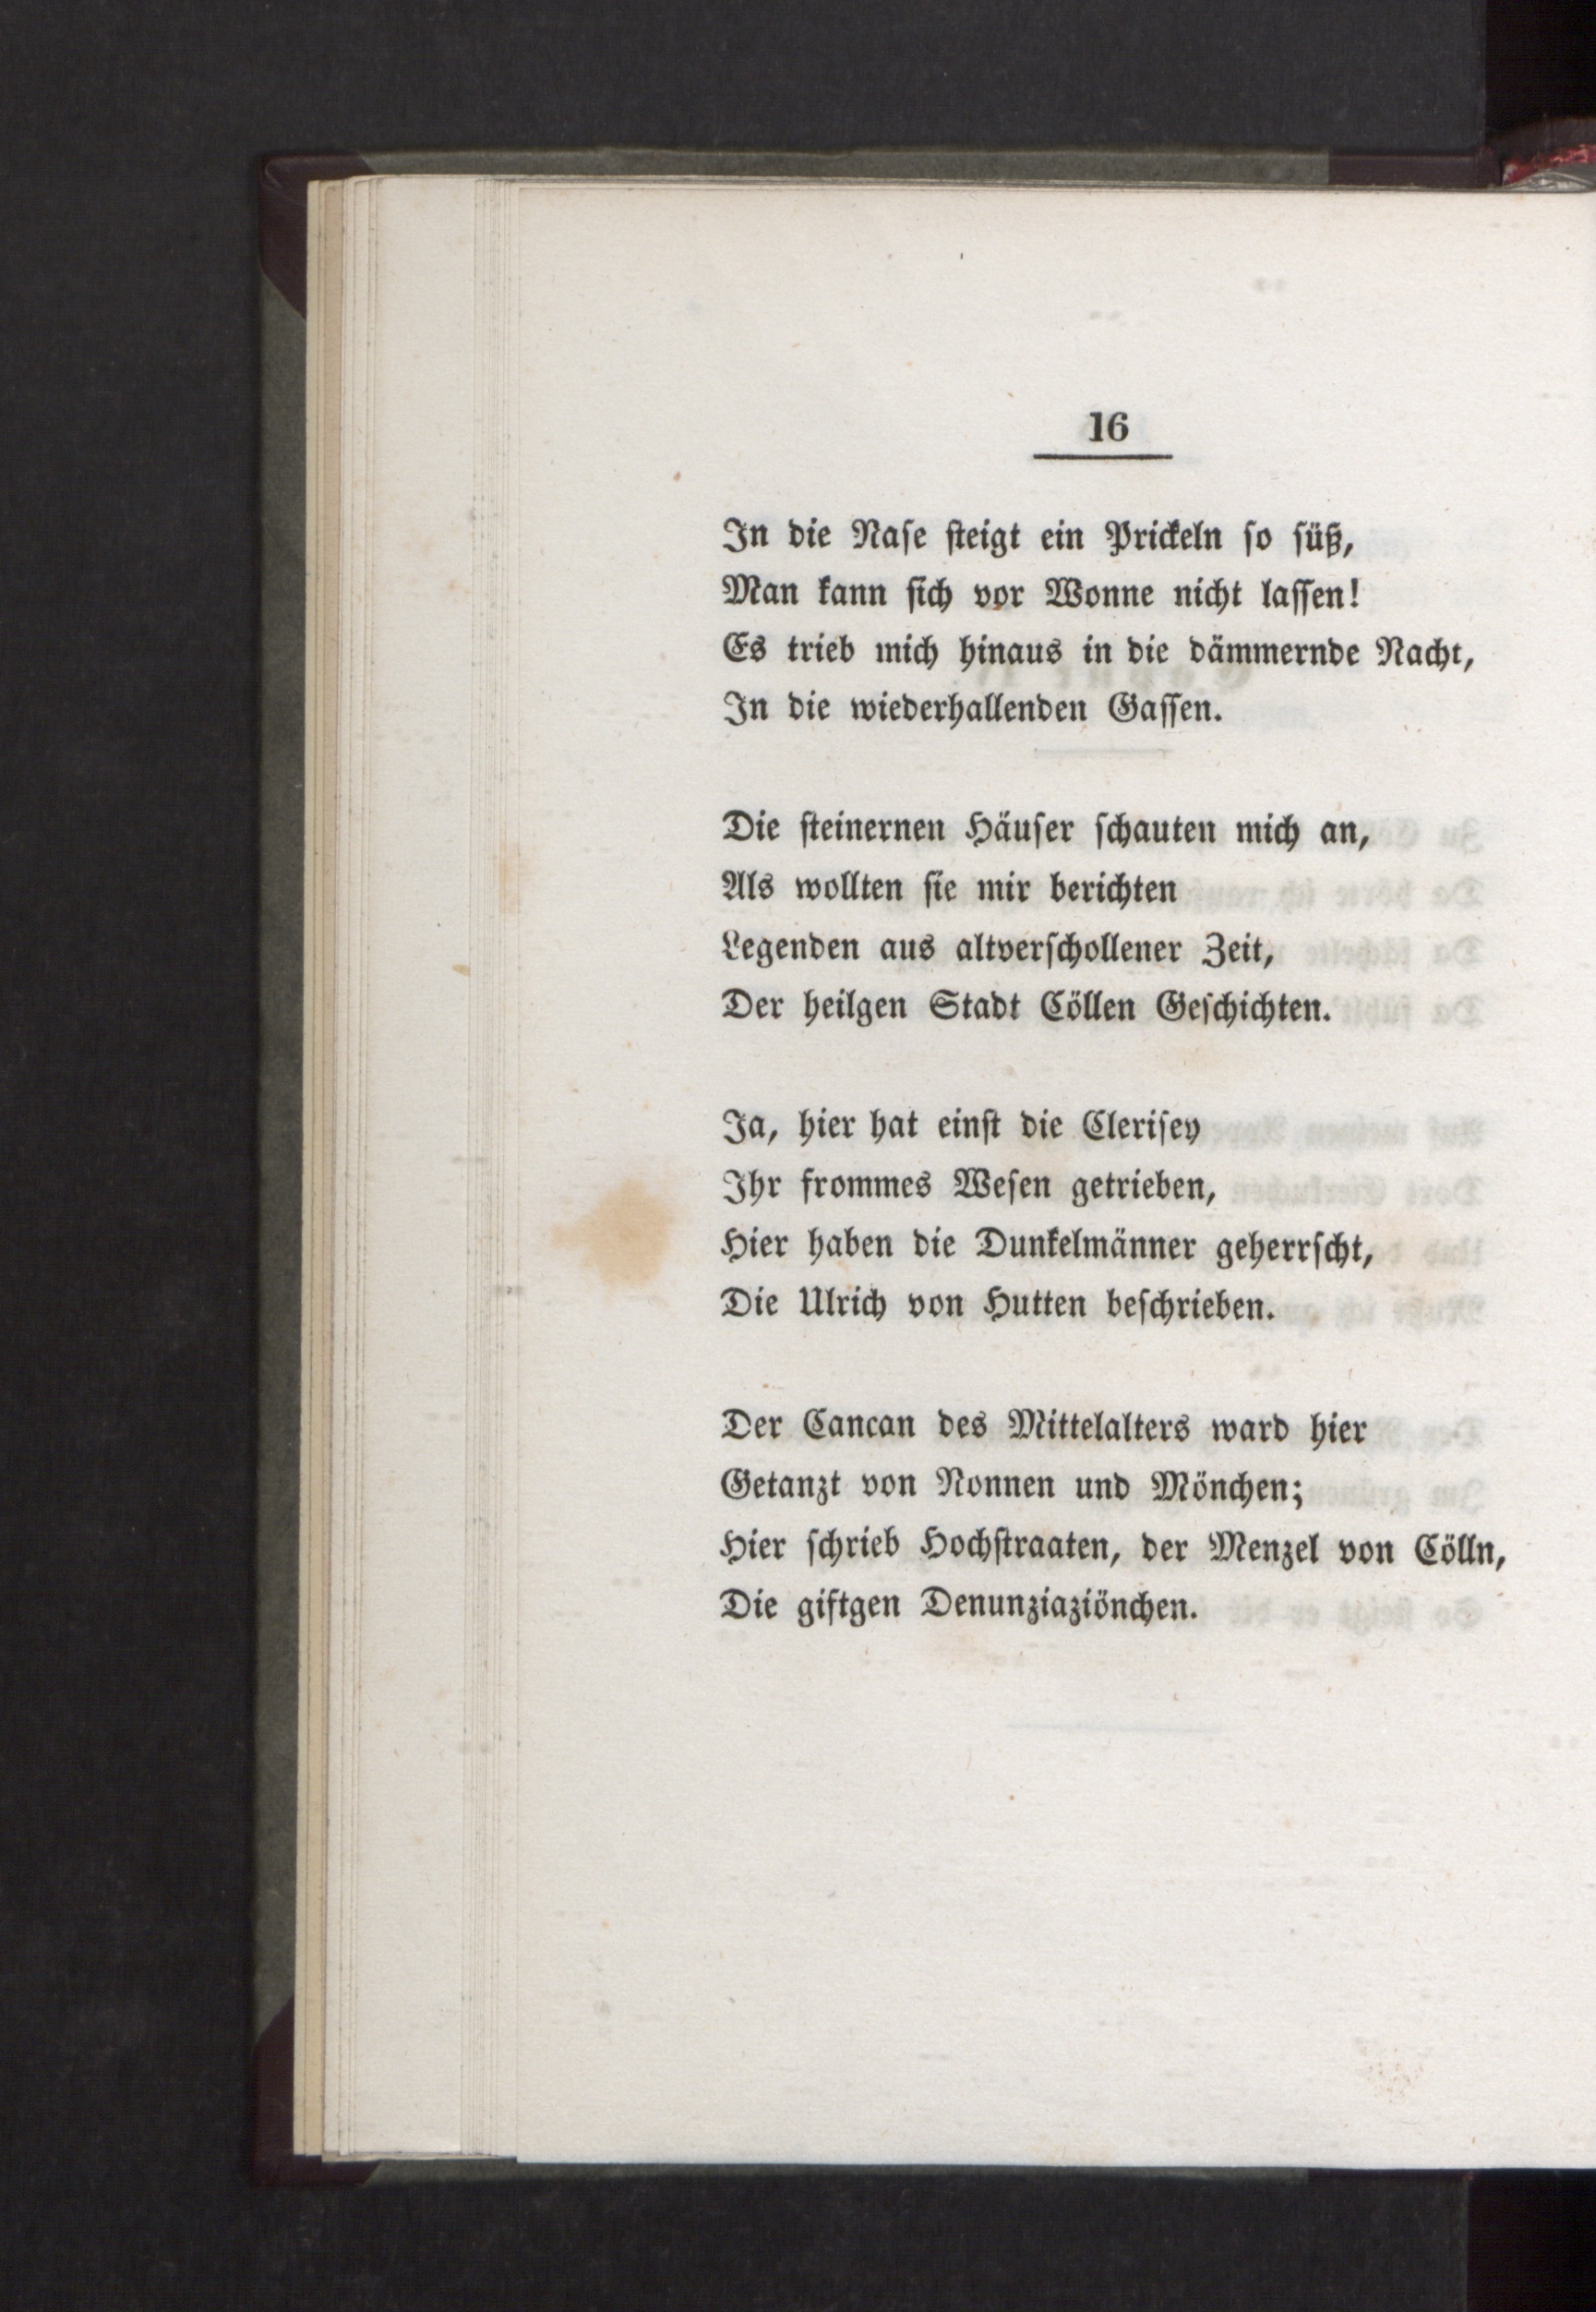 16
In die Naſe ſteigt ein Prickeln ſo ſüß,
Man kann ſich vor Wonne nicht laſſen!
Es trieb mich hinaus in die dämmernde Nacht,
In die wiederhallenden Gaſſen.
Die ſteinernen Häuſer ſchauten mich an,
Als wollten ſie mir berichten
Legenden aus altverſchollener Zeit,
Der heilgen Stadt Cöllen Geſchichten.
Ja, hier hat einſt die Cleriſey
Ihr frommes Weſen getrieben,
Hier haben die Dunkelmänner geherrſcht,
Die Ulrich von Hutten beſchrieben.
Der Cancan des Mittelalters ward hier
Getanzt von Nonnen und Mönchen;
Hier ſchrieb Hochſtraaten, der Menzel von Cölln,
Die giftgen Denunziaziönchen.